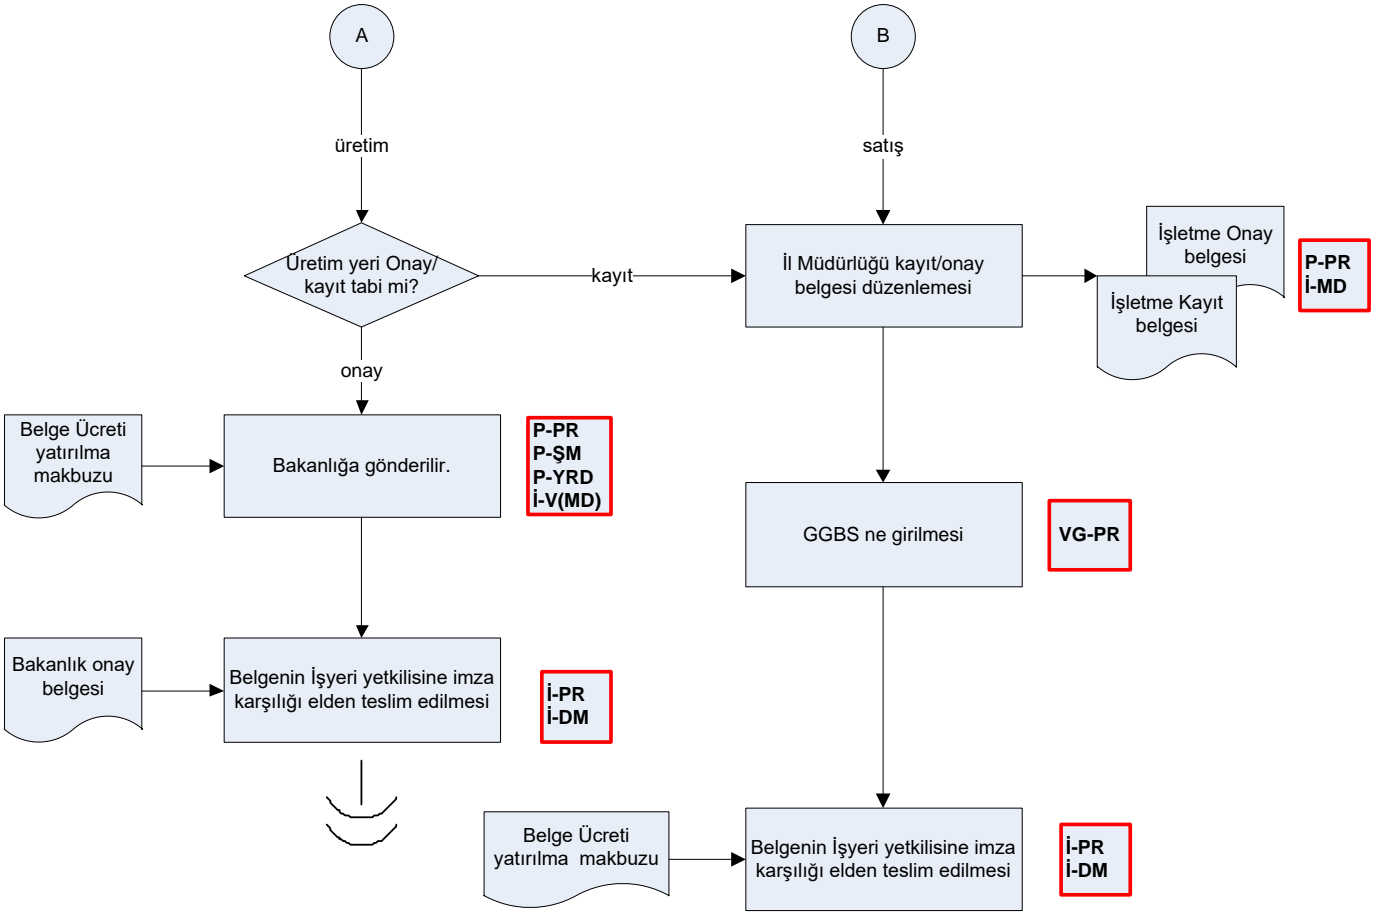 A
B
üretim
satış
Üretim yeri Onay/
kayıt tabi mi?
kayıt
İl Müdürlüğü kayıt/onay
belgesi düzenlemesi
İşletme Onay
belgesi
İşletme Kayıt
belgesi
P-PR
İ-MD
onay
Belge Ücreti
yatırılma
makbuzu
Bakanlığa gönderilir.
P-PR
P-ŞM
P-YRD
İ-V(MD)
GGBS ne girilmesi
VG-PR
Bakanlık onay
belgesi
Belgenin İşyeri yetkilisine imza
karşılığı elden teslim edilmesi
İ-PR
İ-DM
Belge Ücreti
yatırılma  makbuzu
Belgenin İşyeri yetkilisine imza
karşılığı elden teslim edilmesi
İ-PR
İ-DM